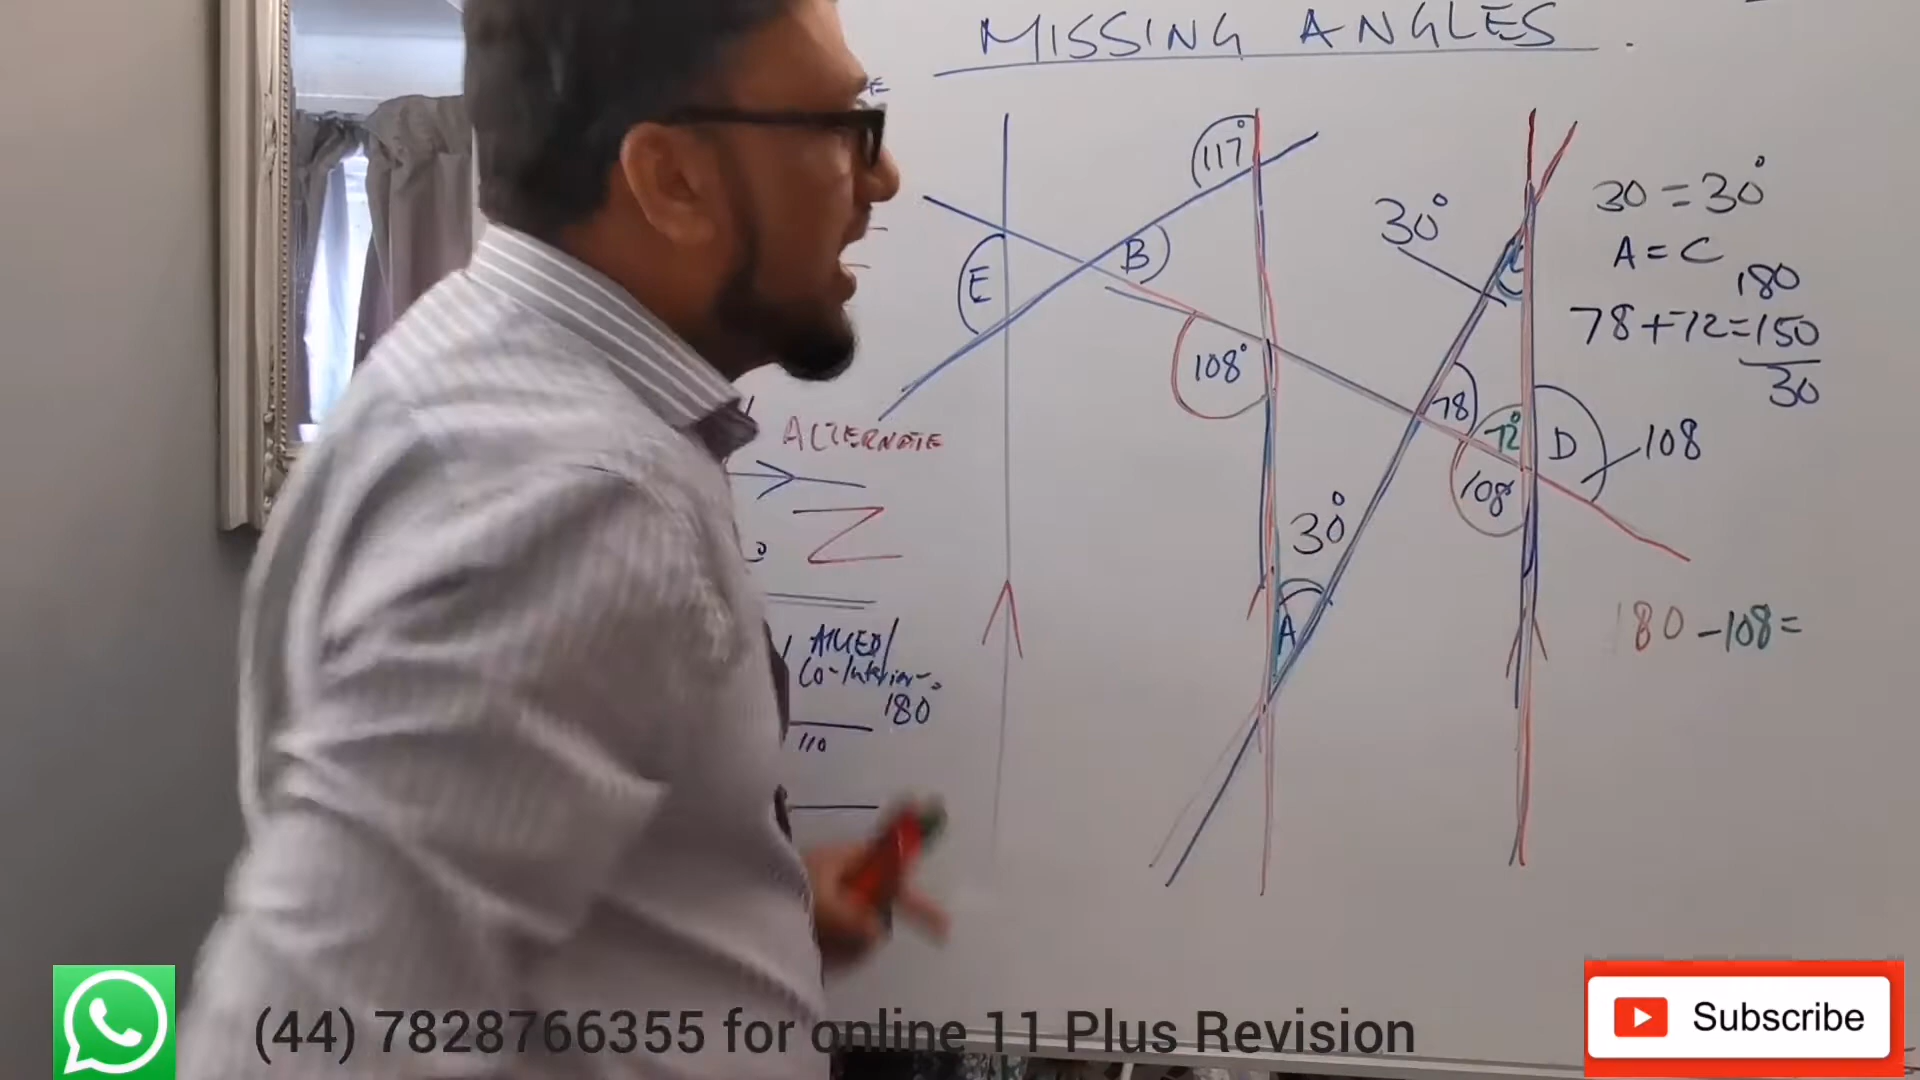 MISSING ANGLES.
117°
E
B
108°
ALTERNATE
Z
ALLIED/
Co-Interior-
180°
110
30°
C
78
72°
D
108
108°
30°
A
30 = 30°
A = C
180
78+72=150
30
180-108=
(44) 7828766355 for online 11 Plus Revision
Subscribe